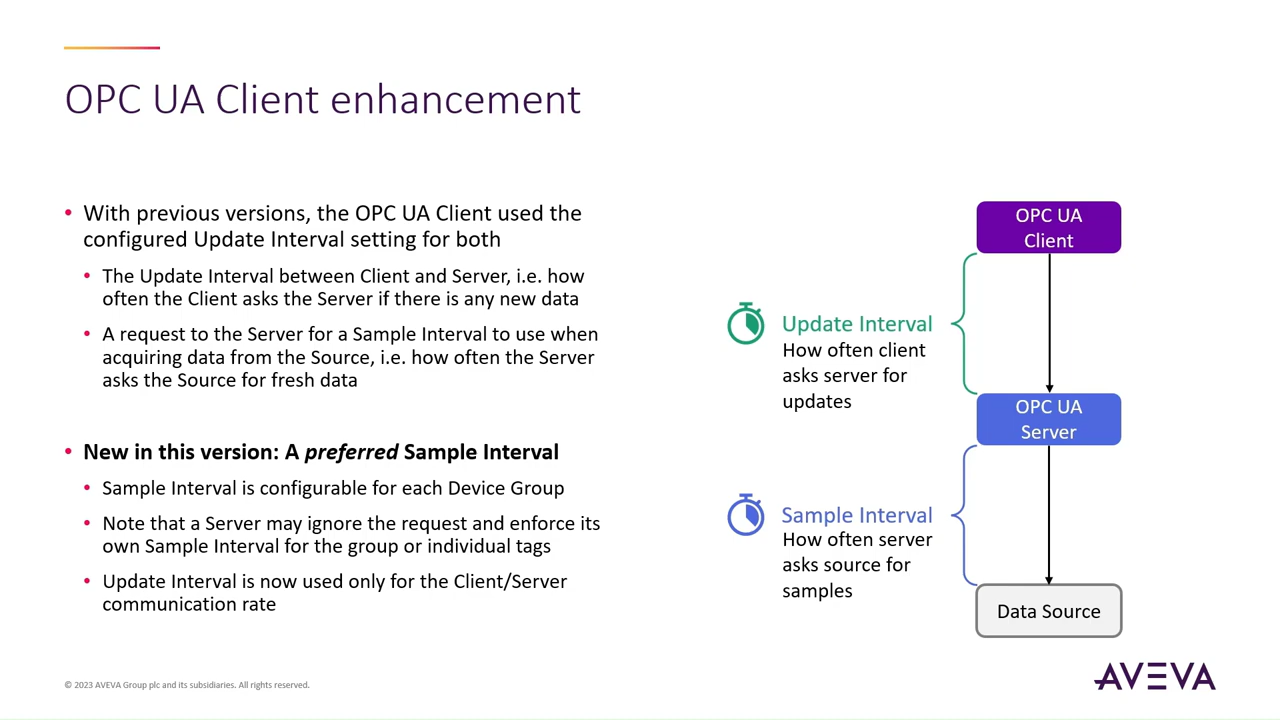 OPC UA Client enhancement
• With previous versions, the OPC UA Client used the
configured Update Interval setting for both
• The Update Interval between Client and Server, i.e. how
often the Client asks the Server if there is any new data
• A request to the Server for a Sample Interval to use when
acquiring data from the Source, i.e. how often the Server
asks the Source for fresh data
• New in this version: A preferred Sample Interval
• Sample Interval is configurable for each Device Group
• Note that a Server may ignore the request and enforce its
own Sample Interval for the group or individual tags
• Update Interval is now used only for the Client/Server
communication rate
OPC UA
Client
Update Interval
How often client
asks server for
updates
OPC UA
Server
Sample Interval
How often server
asks source for
samples
Data Source
© 2023 AVEVA Group plc and its subsidiaries. All rights reserved.
AVEVA